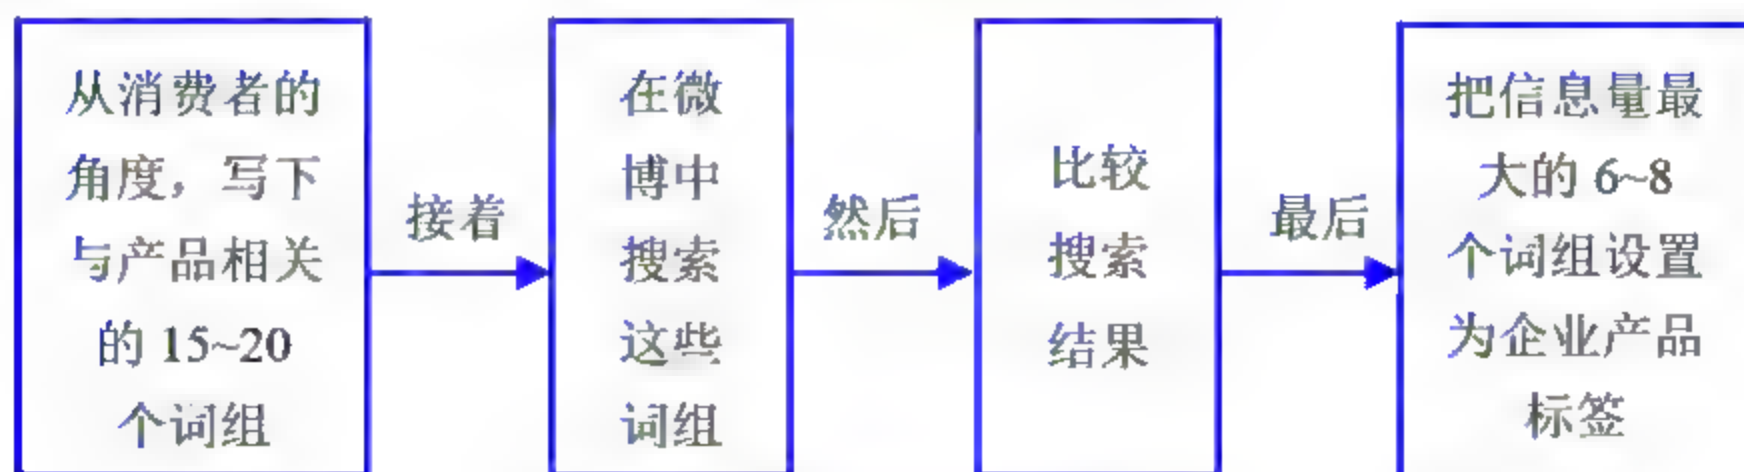 从消费者的
角度，写下
与产品相关
的 15~20
个词组
接着
在微
博中
搜索
这些
词组
然后
比较
搜索
结果
最后
把信息量最
大的 6~8
个词组设置
为企业产品
标签